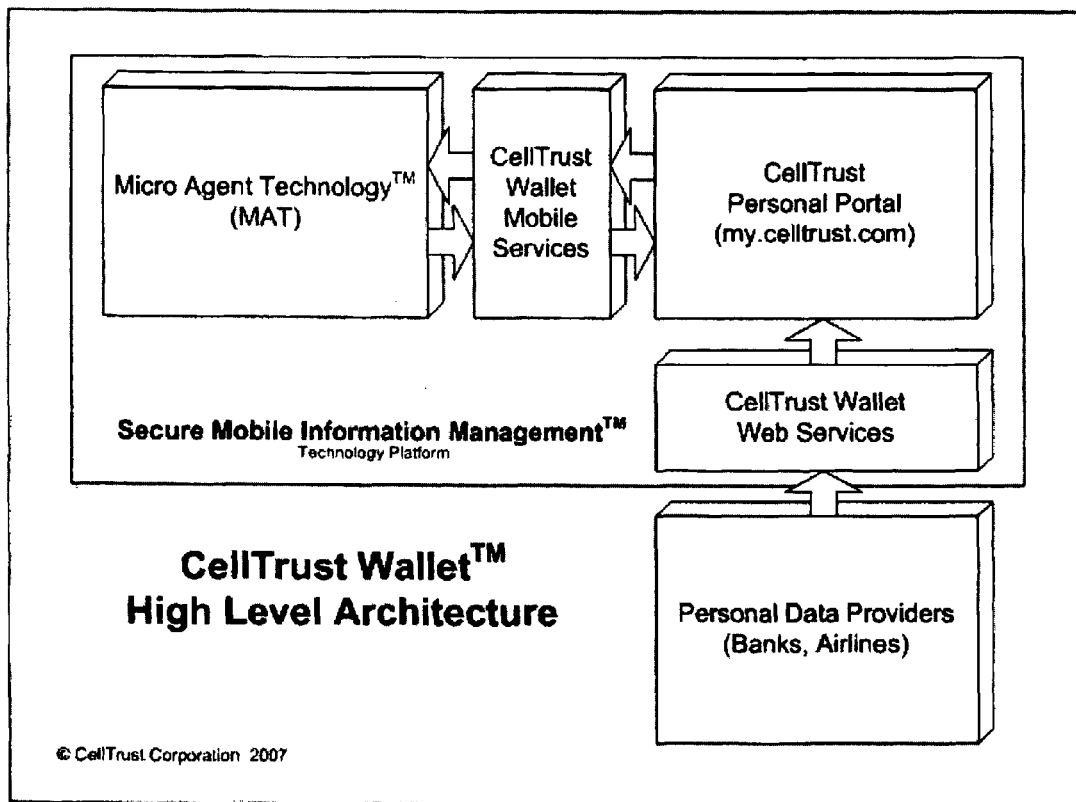 Micro Agent Technology™
(MAT)
CellTrust
Wallet
Mobile
Services
CellTrust
Personal Portal
(my.celltrust.com)
CellTrust Wallet
Web Services
Secure Mobile Information Management™
Technology Platform
Personal Data Providers
(Banks, Airlines)
CellTrust Wallet™
High Level Architecture
© CellTrust Corporation 2007